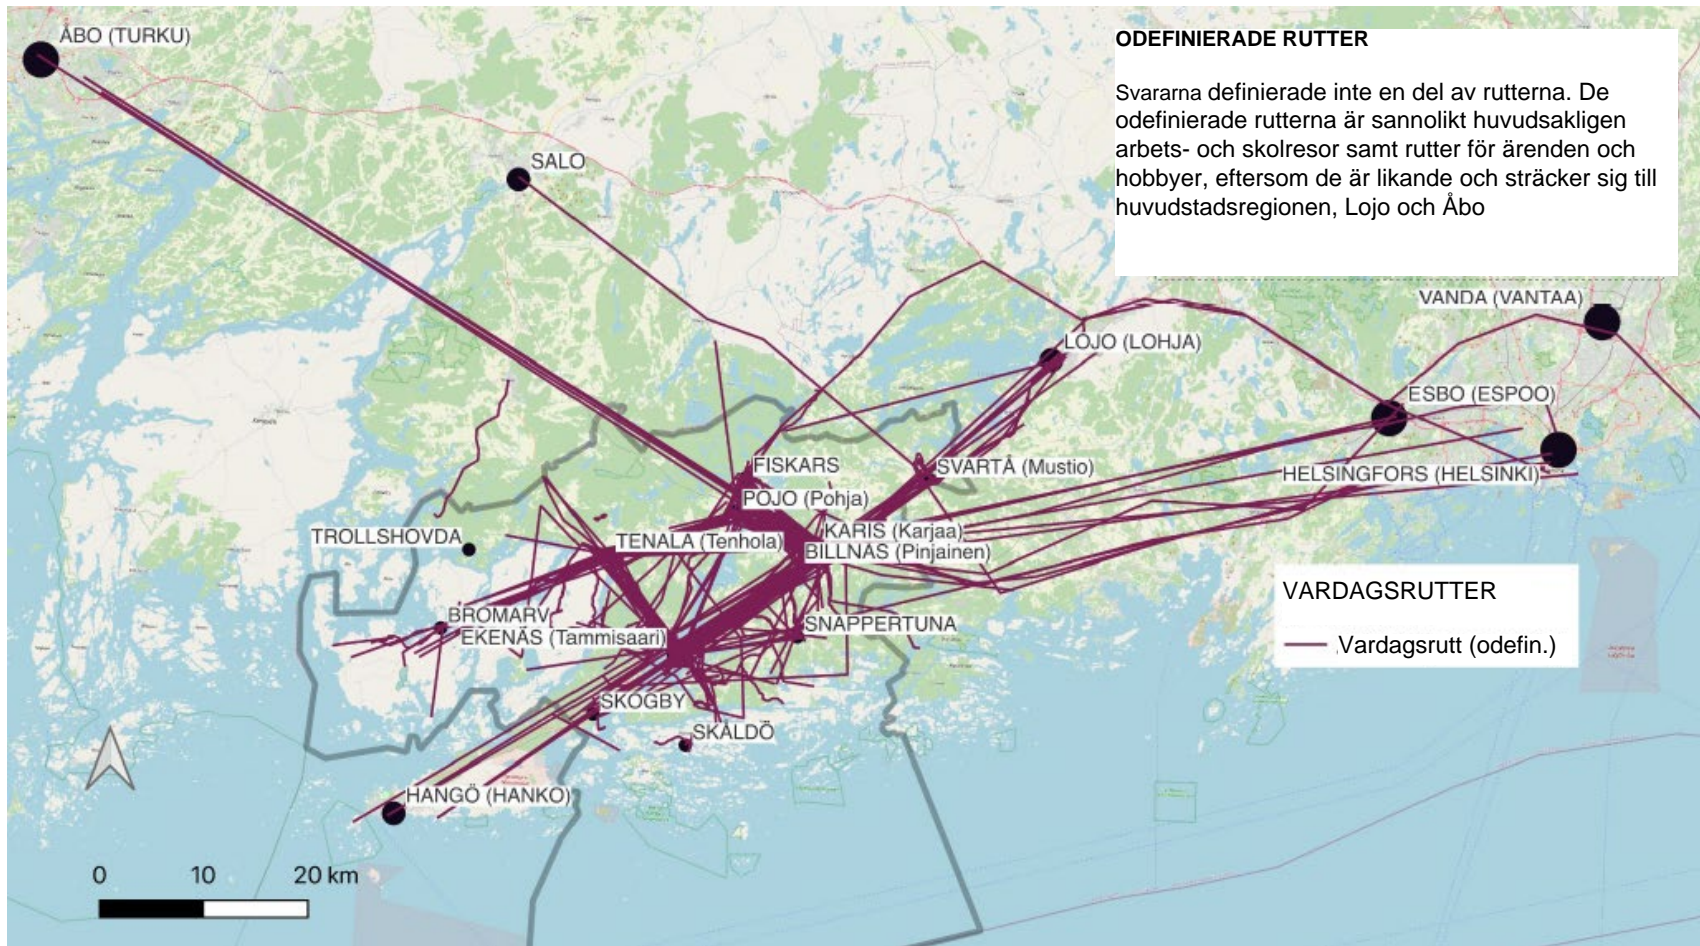 ÅBO (TURKU)
ODEFINIERADE RUTTER
Svararna definierade inte en del av rutterna. De
odefinierade rutterna är sannolikt huvudsakligen
arbets- och skolresor samt rutter för ärenden och
hobbyer, eftersom de är likande och sträcker sig till
huvudstadsregionen, Lojo och Åbo
SALO
VANDA (VANTAA)
LOJO (LOHJA)
ESBO (ESPOO)
FISKARS
SVARTÅ (Mustio)
HELSINGFORS (HELSINKI)
POJO (Pohja)
TROLLSHOVDA
TENALA (Tenhola)
KARIS (Karjaa)
BILLNÄS (Pinjainen)
VARDAGSRUTTER
BROMARV
SNAPPERTUNA
EKENÄS (Tammisaari)
Vardagsrutt (odefin.)
SKOGBY
SKÅLDÖ
HANGÖ (HANKO)
0 10 20 km